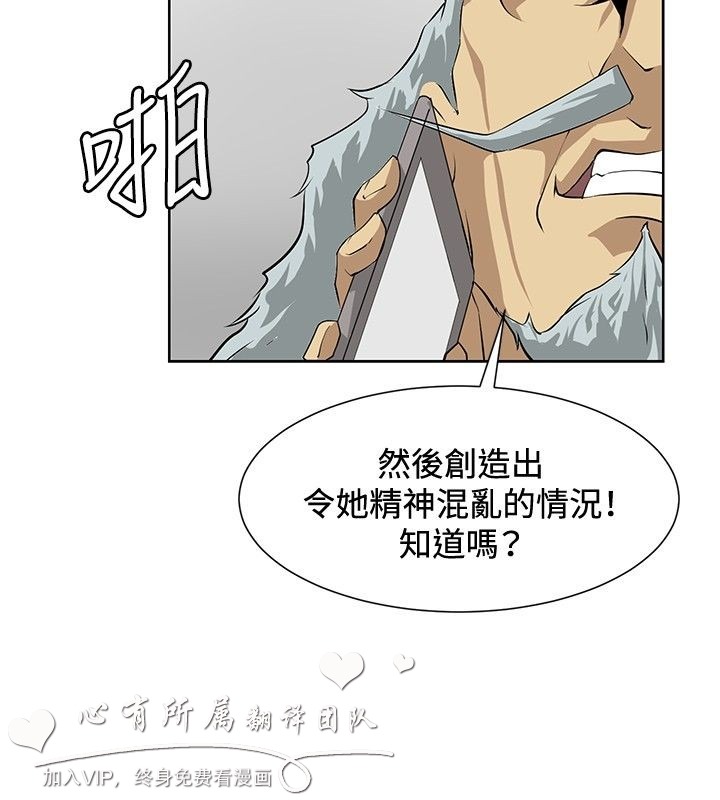 啪
然後創造出
令她精神混亂的情況！
知道嗎？
心有所属翻译团队
加入VIP，终身免费看漫画